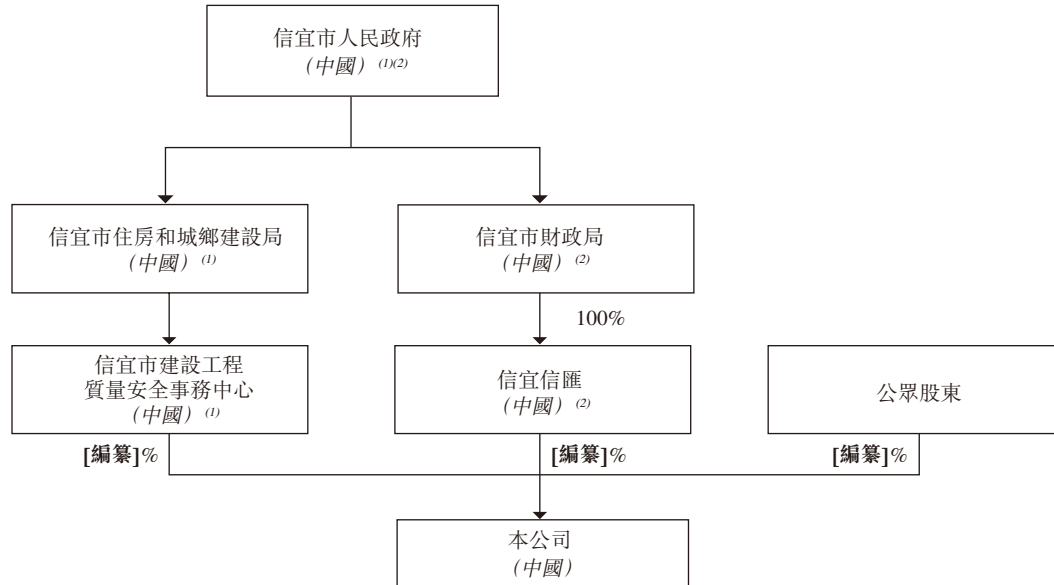 信宜市人民政府
（中國）(1)(2)
信宜市住房和城鄉建設局
（中國）(1)
信宜市財政局
（中國）(2)
100%
信宜市建設工程
質量安全事務中心
（中國）(1)
信宜信匯
（中國）(2)
公眾股東
[編纂]%
[編纂]%
[編纂]%
本公司
（中國）